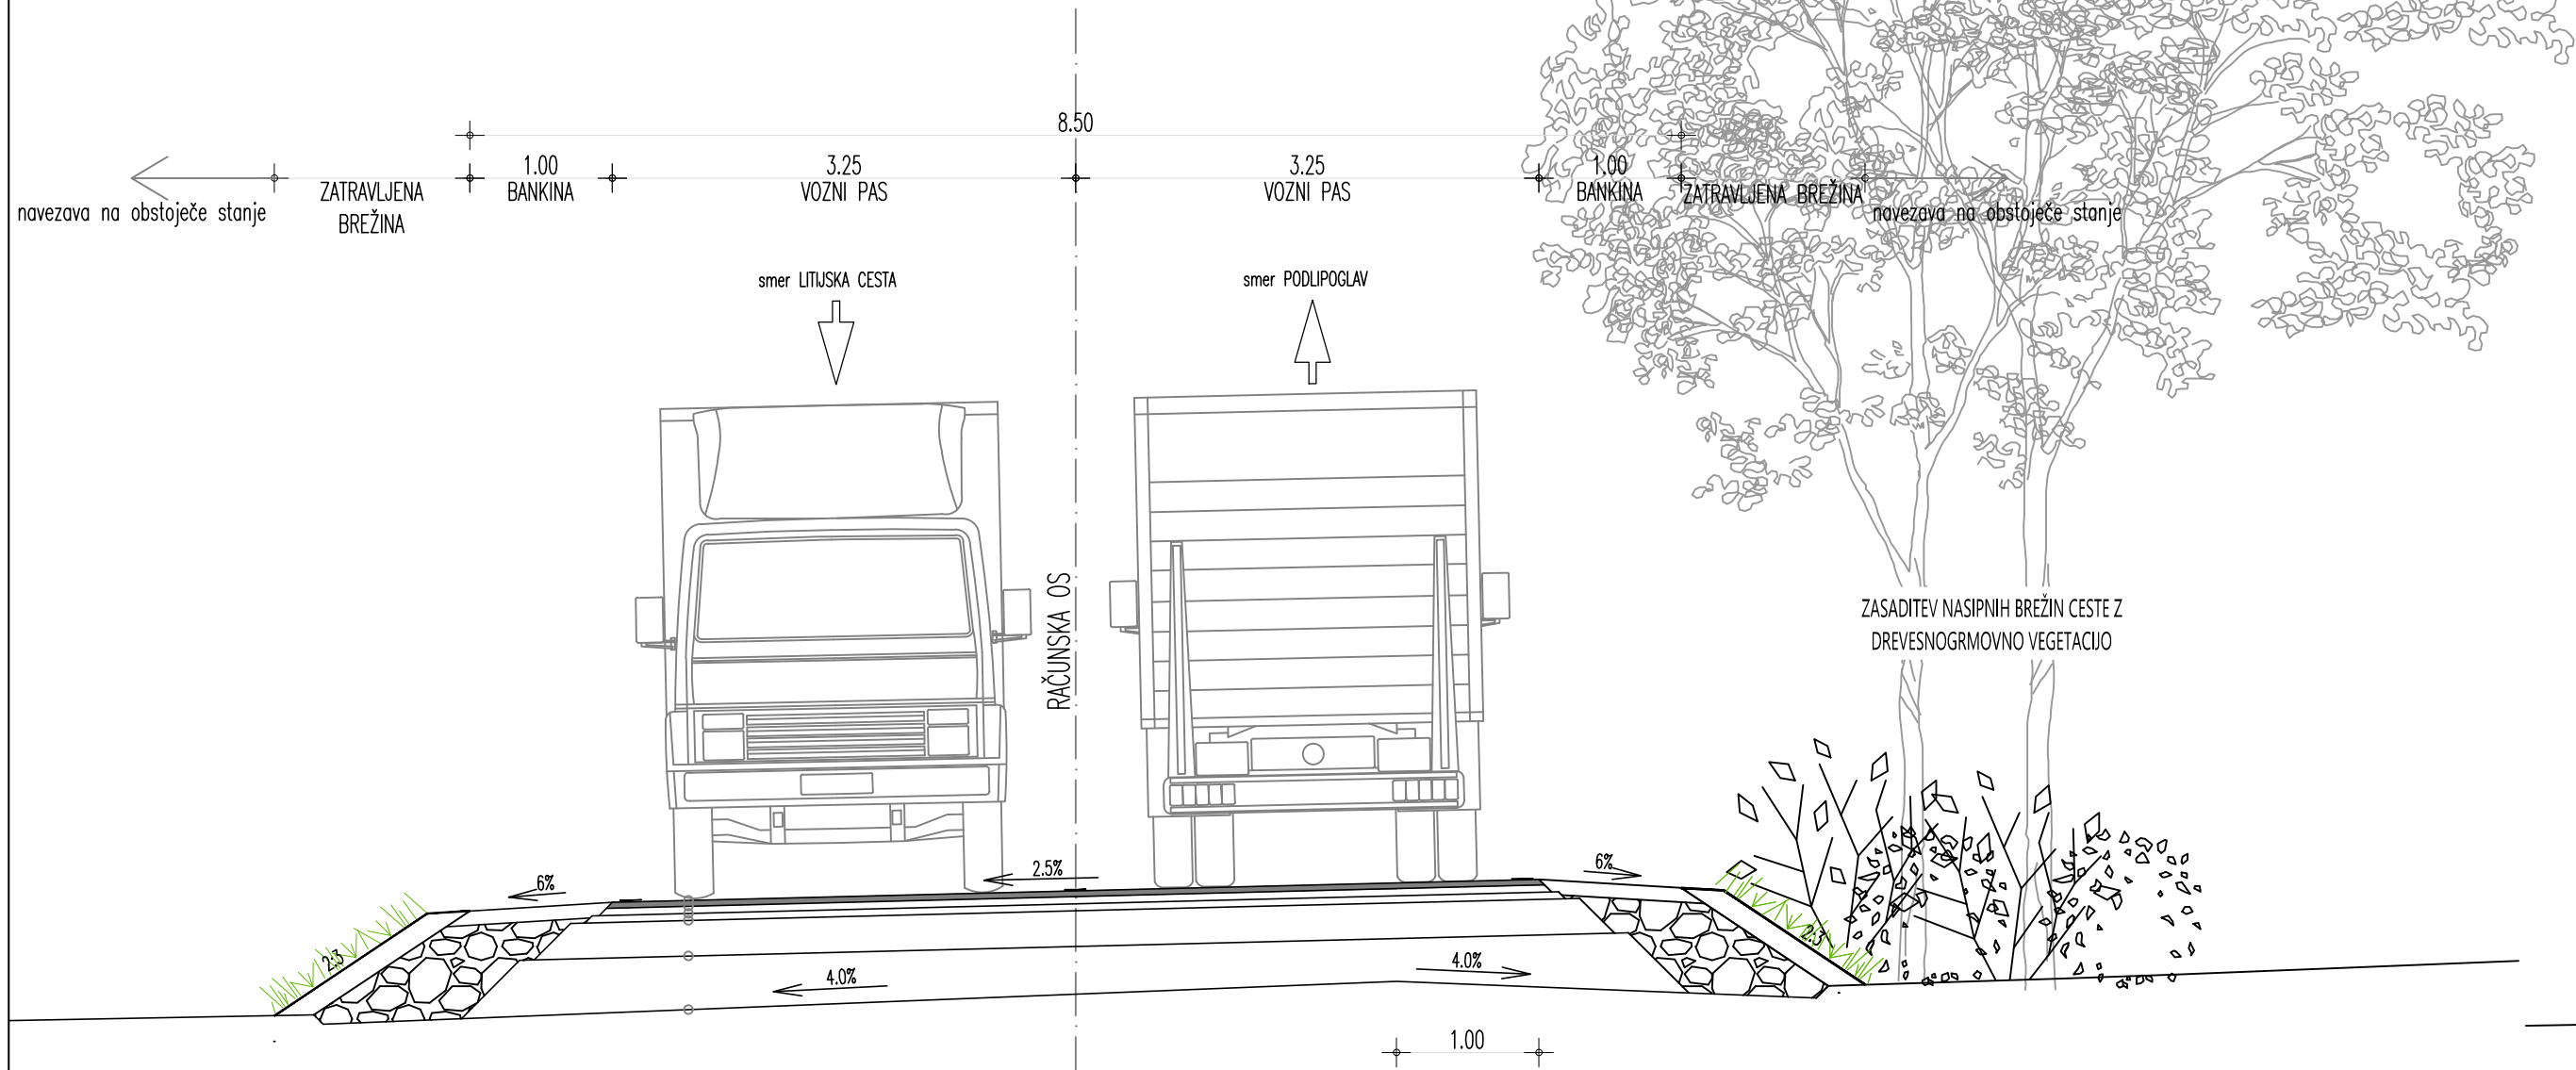 8.50
1.00
3.25
3.25
1.00
ZATRAVLJENA
BREŽINA
BANKINA
VOZNI PAS
VOZNI PAS
BANKINA
ZATRAVLJENA BREŽINA
navezava na obstoječe stanje
navezava na obstoječe stanje
smer LITIJSKA CESTA
smer PODLIPOGLAV
RAČUNSKA OS
ZASADITEV NASIPNIH BREŽIN CESTE Z
DREVESNOGRMOVNO VEGETACIJO
6%
2.5%
6%
2:3
2:3
4.0%
4.0%
1.00